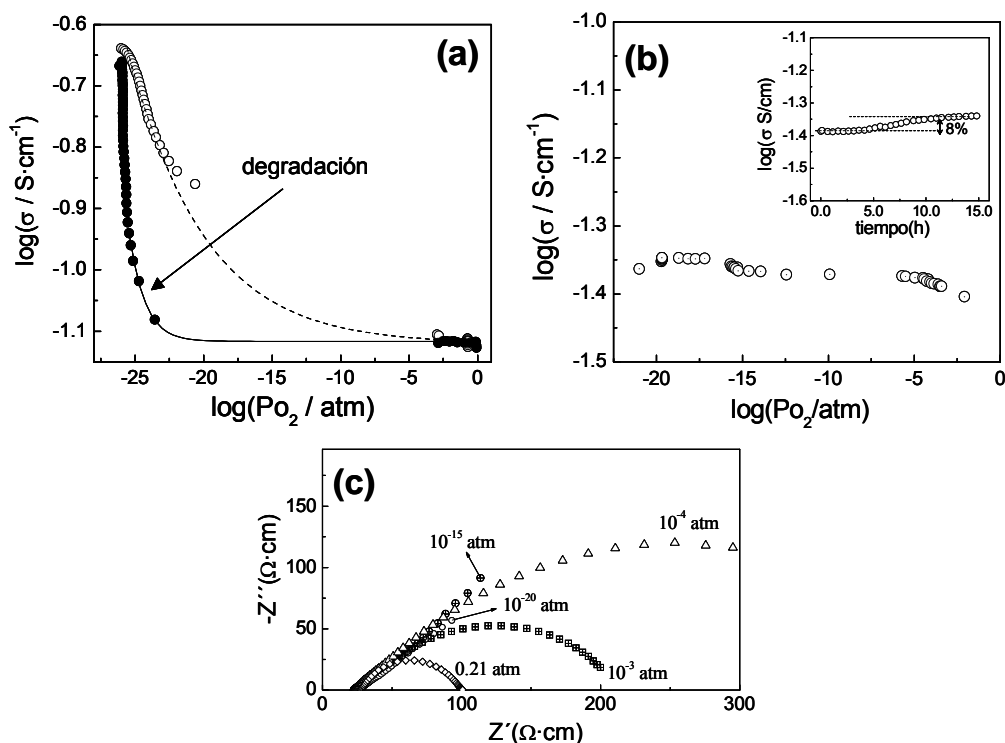 (a)
-0.6
-0.7
-0.8
-0.9
-1.0
-1.1
log(σ / S·cm⁻¹)
degradación
-25 -20 -15 -10 -5 0
log(Po₂ / atm)
(b)
-1.1
-1.2
-1.3
-1.4
-1.5
log(σ / S·cm⁻¹)
-20 -15 -10 -5 0
log(Po₂/atm)
-1.1
-1.2
-1.3
-1.4
-1.5
-1.6
log(σ S/cm)
8%
0.0 5.0 10.0 15.0
tiempo(h)
(c)
150
100
50
0
-Z´´(Ω·cm)
10⁻¹⁵ atm
10⁻⁴ atm
10⁻²⁰ atm
0.21 atm
10⁻³ atm
0 100 200 300
Z´(Ω·cm)